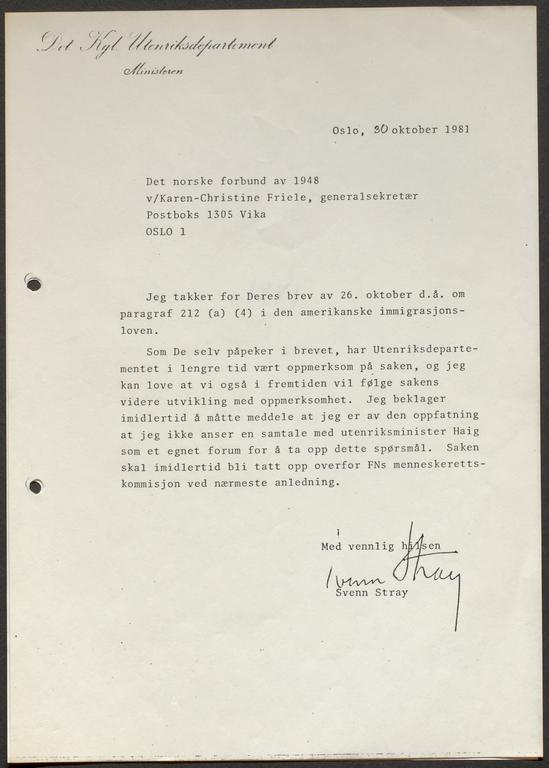 Det Kgl. Utenriksdepartement
Ministeren
Oslo, 30 oktober 1981
Det norske forbund av 1948
v/Karen-Christine Friele, generalsekretær
Postboks 1305 Vika
OSLO 1
Jeg takker for Deres brev av 26. oktober d.å. om
paragraf 212 (a) (4) i den amerikanske immigrasjons-
loven.
Som De selv påpeker i brevet, har Utenriksdeparte-
mentet i lengre tid vært oppmerksom på saken, og jeg
kan love at vi også i fremtiden vil følge sakens
videre utvikling med oppmerksomhet. Jeg beklager
imidlertid å måtte meddele at jeg er av den oppfatning
at jeg ikke anser en samtale med utenriksminister Haig
som et egnet forum for å ta opp dette spørsmål. Saken
skal imidlertid bli tatt opp overfor FNs menneskeretts-
kommisjon ved nærmeste anledning.
Med vennlig hilsen
Svenn Stray
Svenn Stray